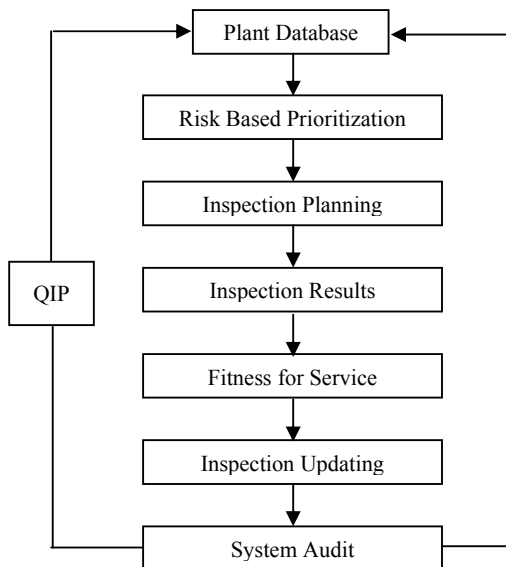 Plant Database
Risk Based Prioritization
Inspection Planning
QIP
Inspection Results
Fitness for Service
Inspection Updating
System Audit